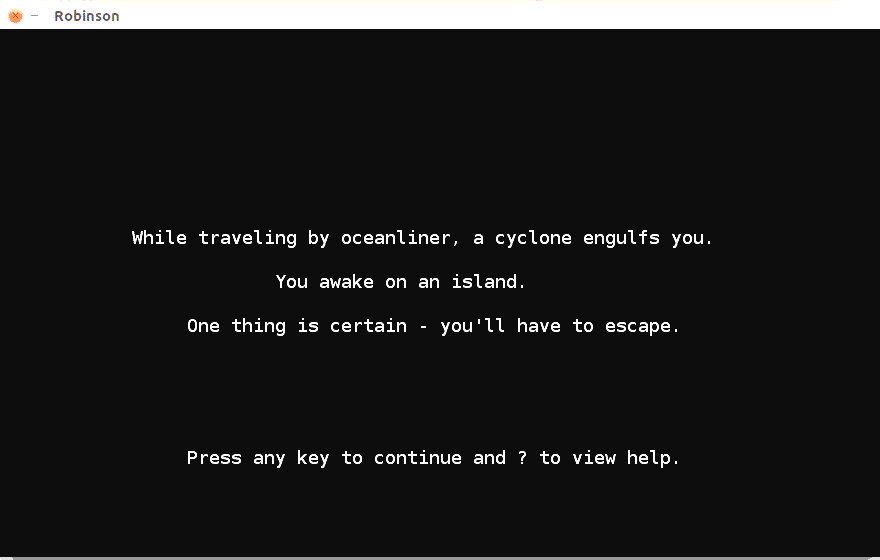 Robinson
While traveling by oceanliner, a cyclone engulfs you.
You awake on an island.
One thing is certain - you'll have to escape.
Press any key to continue and ? to view help.